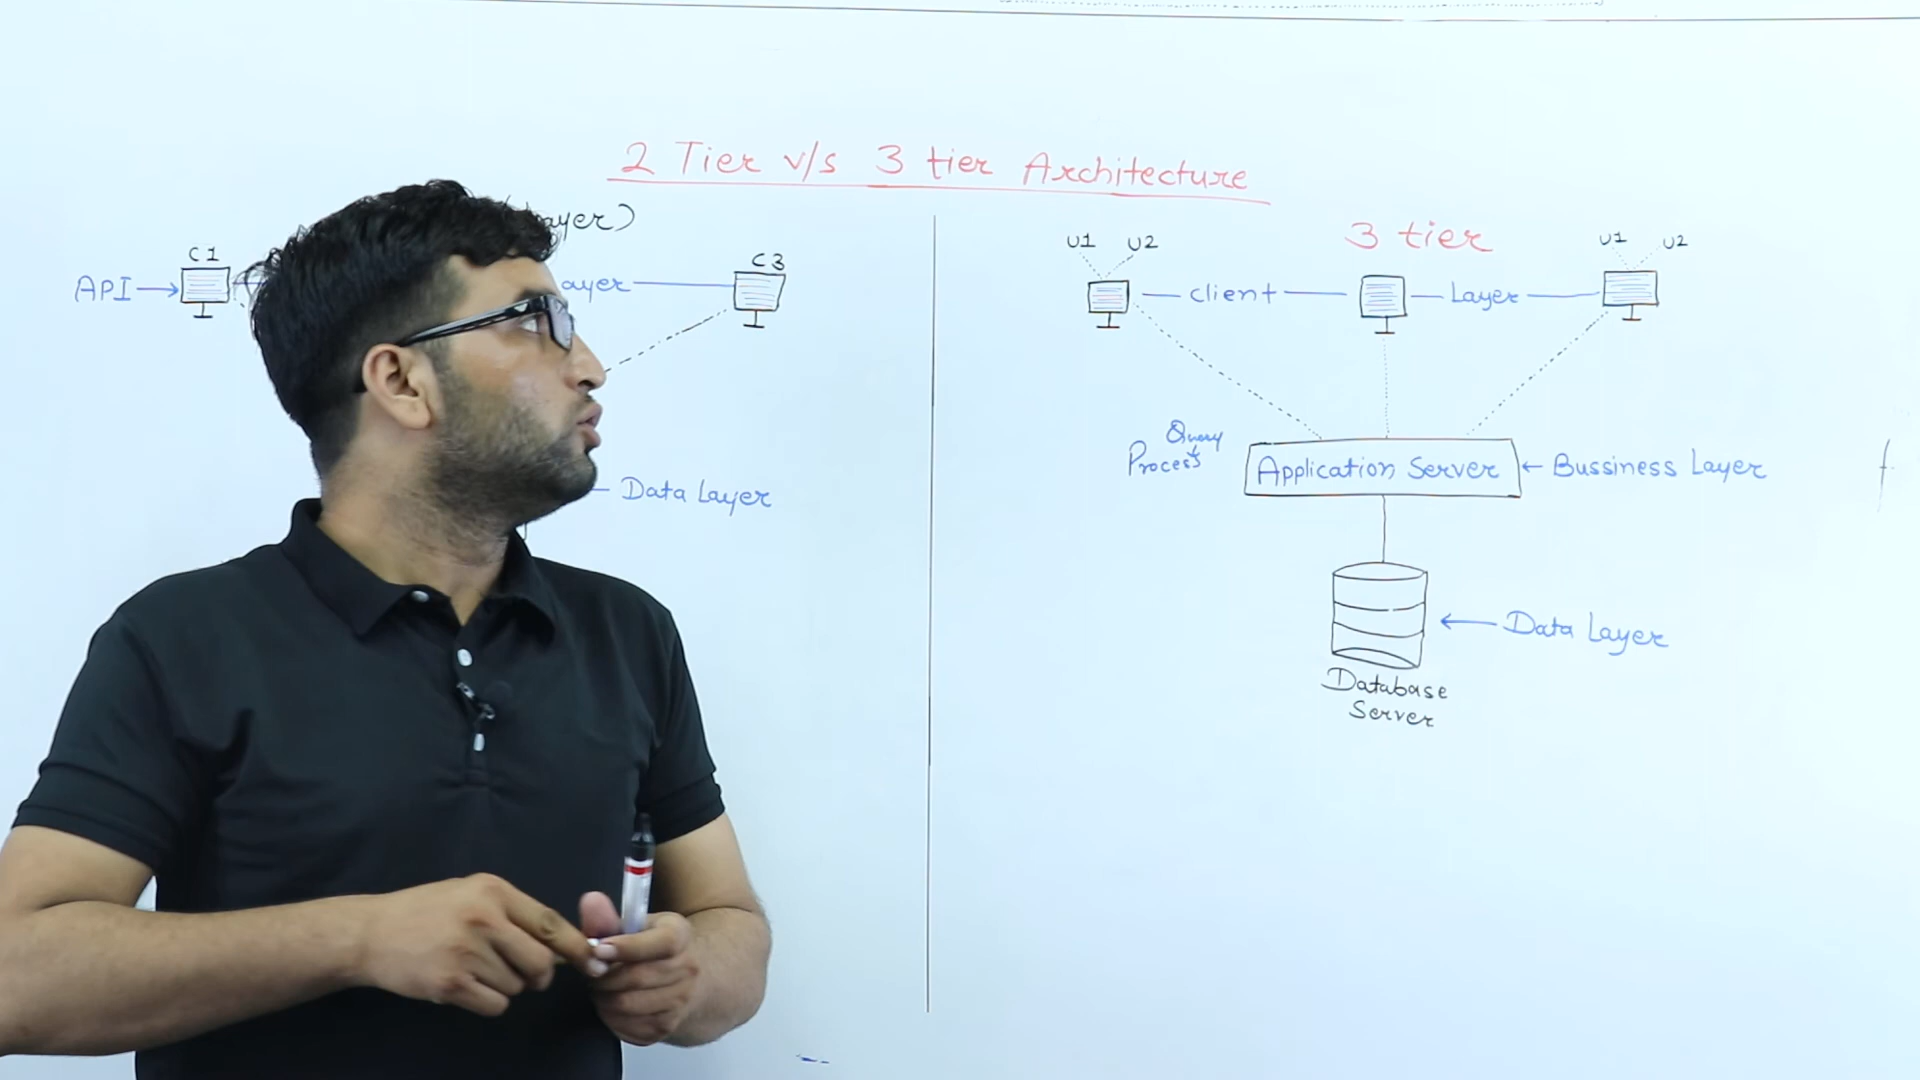 2 Tier v/s 3 tier Architecture
ayer)
C1
API
ayer
C3
Data Layer
3 tier
U1 U2
U1 U2
client
Layer
Query
Process
Application Server
Bussiness Layer
Data Layer
Database
Server